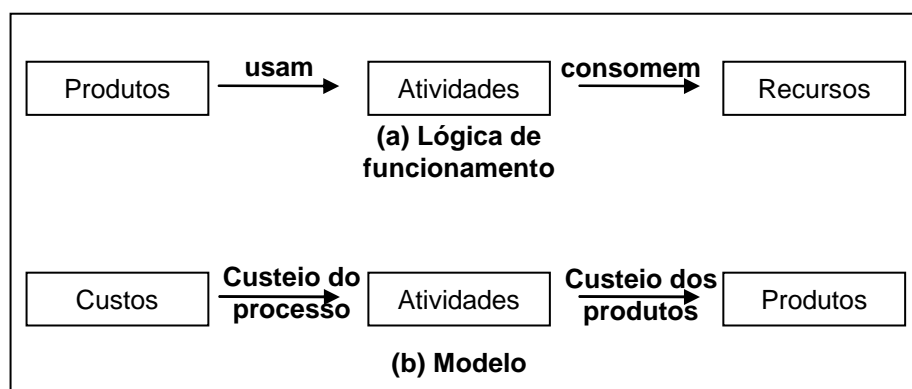 usam consomem
Produtos Atividades Recursos
(a) Lógica de
funcionamento
Custeio do Custeio dos
Custos Atividades Produtos
processo produtos
(b) Modelo